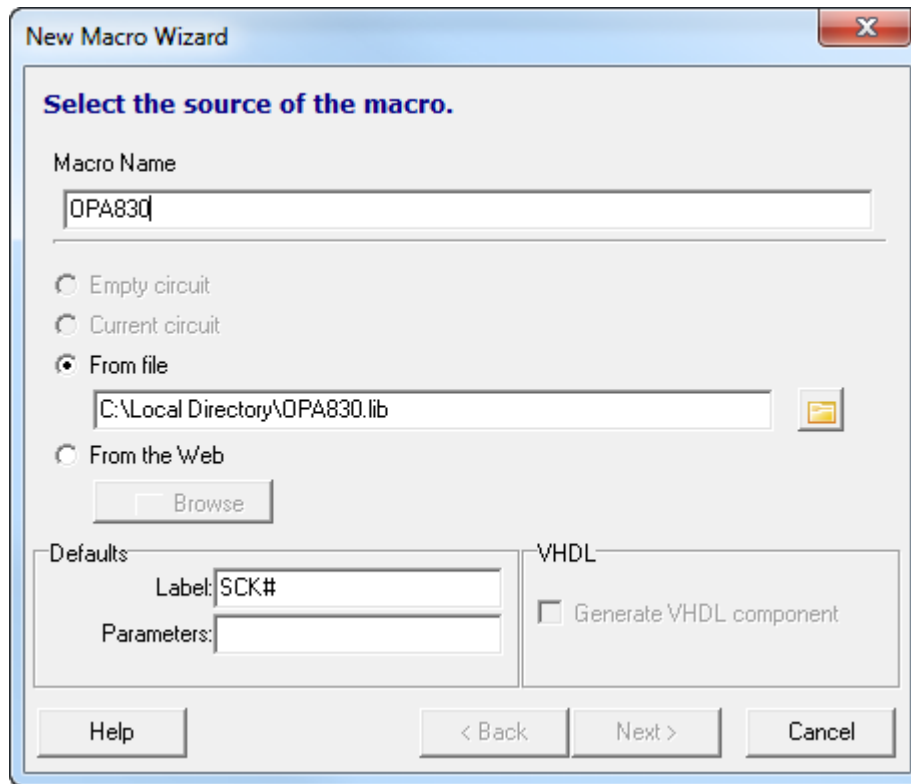 New Macro Wizard
Select the source of the macro.
Macro Name
OPA830
Empty circuit
Current circuit
From file
C:\Local Directory\OPA830.lib
From the Web
Browse
Defaults
Label: SCK#
Parameters:
VHDL
Generate VHDL component
Help
< Back
Next >
Cancel